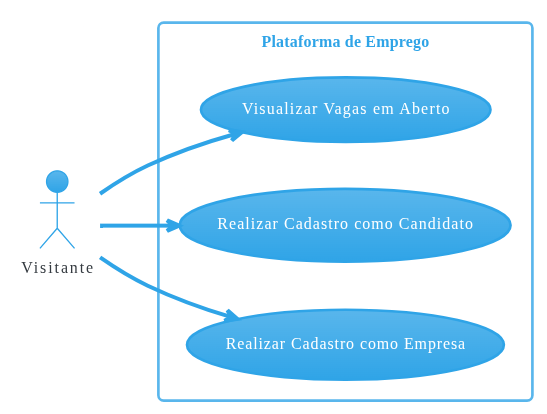 Plataforma de Emprego
Visualizar Vagas em Aberto
Realizar Cadastro como Candidato
Visitante
Realizar Cadastro como Empresa